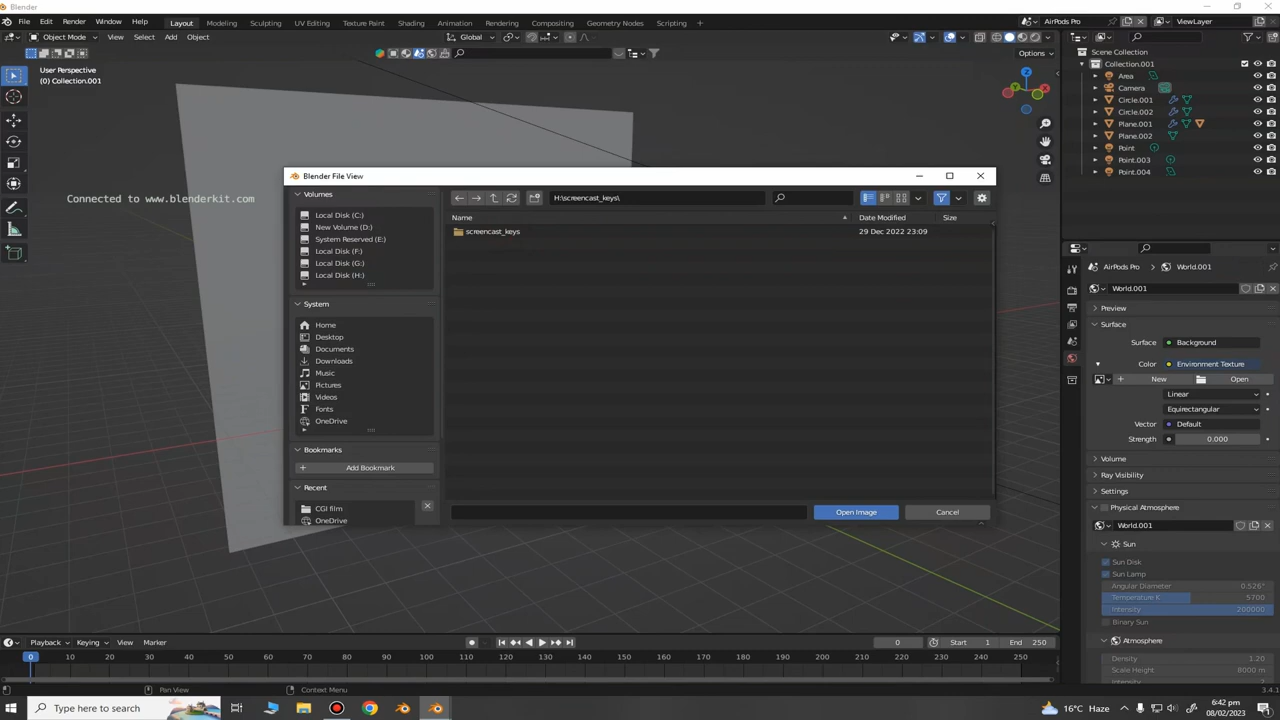 Blender
File Edit Render Window Help Layout Modeling Sculpting UV Editing Texture Paint Shading Animation Rendering Compositing Geometry Nodes Scripting + AirPods Pro ViewLayer
Object Mode View Select Add Object Global
Options
User Perspective
(0) Collection.001
Scene Collection
Collection.001
Area
Camera
Circle.001
Circle.002
Plane.001
Plane.002
Point
Point.003
Point.004
Connected to www.blenderkit.com
Blender File View
Volumes
Local Disk (C:)
New Volume (D:)
System Reserved (E:)
Local Disk (F:)
Local Disk (G:)
Local Disk (H:)
System
Home
Desktop
Documents
Downloads
Music
Pictures
Videos
Fonts
OneDrive
Bookmarks
Add Bookmark
Recent
CGI film
OneDrive
H:\screencast_keys\
Name Date Modified Size
screencast_keys 29 Dec 2022 23:09
Open Image Cancel
AirPods Pro World.001
World.001
Preview
Surface
Surface Background
Color Environment Texture
New Open
Linear
Equirectangular
Vector Default
Strength 0.000
Volume
Ray Visibility
Settings
Physical Atmosphere
World.001
Sun
Sun Disk
Sun Lamp
Angular Diameter 0.526°
Temperature K 5700
Intensity 200000
Binary Sun
Atmosphere
Density 1.20
Scale Height 8000 m
Playback Keying View Marker 0 Start 1 End 250
0 10 20 30 40 50 60 70 80 90 100 110 120 130 140 150 160 170 180 190 200 210 220 230 240 250
Pan View Context Menu 3.4.1
Type here to search 16°C Haze 6:42 pm
08/02/2023